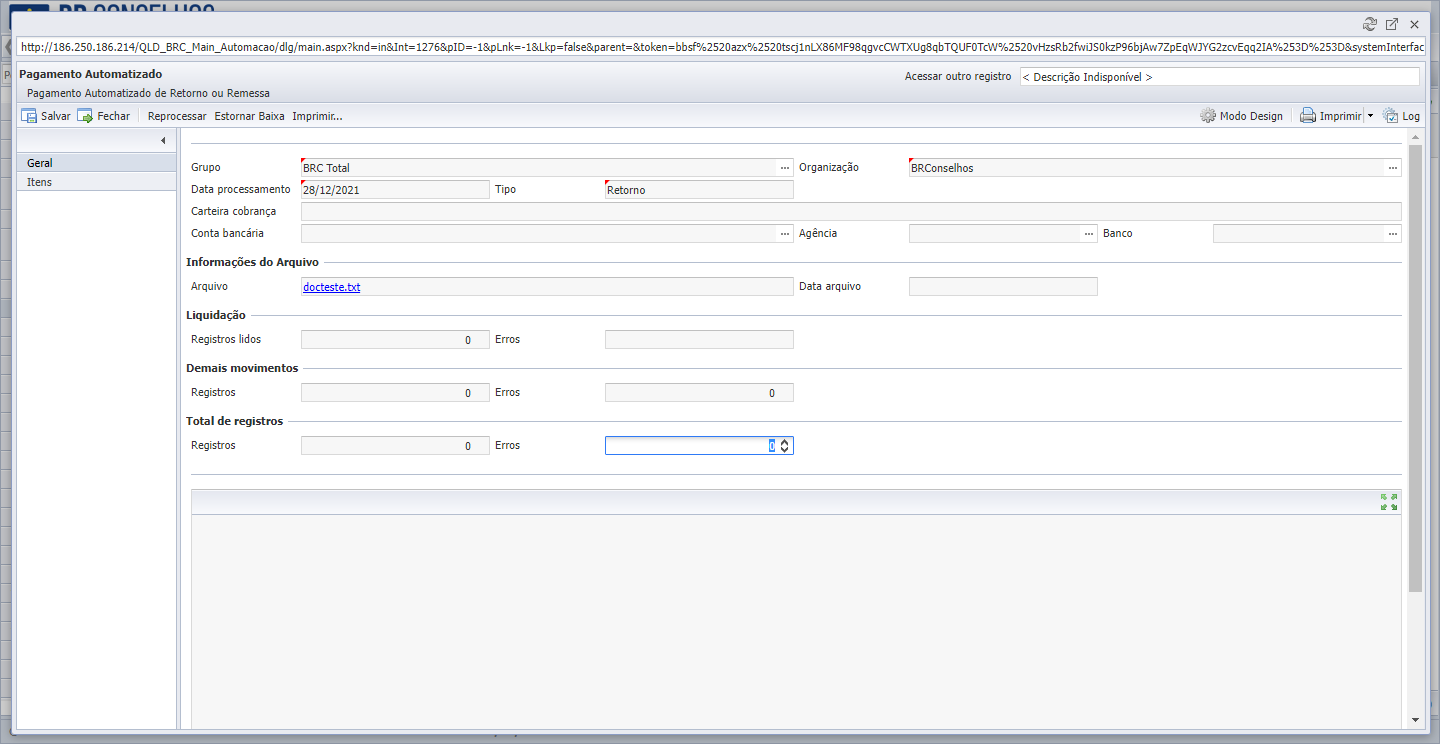 http://186.250.186.214/QLD_BRC_Main_Automacao/dlg/main.aspx?knd=in&Int=1276&pID=-1&pLnk=-1&Lkp=false&parent=&token=bbsf%2520azx%2520tscj1nLX86MF98qgvcCWTXUg8qbTQUF0TcW%2520vHzsRb2fwiJS0kzP96bjAw7ZpEqWJYG2zcvEqq2IA%253D%253D&systemInterfac
Pagamento Automatizado
Acessar outro registro < Descrição Indisponível >
Pagamento Automatizado de Retorno ou Remessa
Salvar Fechar Reprocessar Estornar Baixa Imprimir... Modo Design Imprimir Log
Geral
Itens
Grupo BRC Total ... Organização BRConselhos ...
Data processamento 28/12/2021 Tipo Retorno
Carteira cobrança
Conta bancária ... Agência ... Banco ...
Informações do Arquivo
Arquivo docteste.txt Data arquivo
Liquidação
Registros lidos 0 Erros
Demais movimentos
Registros 0 Erros 0
Total de registros
Registros 0 Erros 0